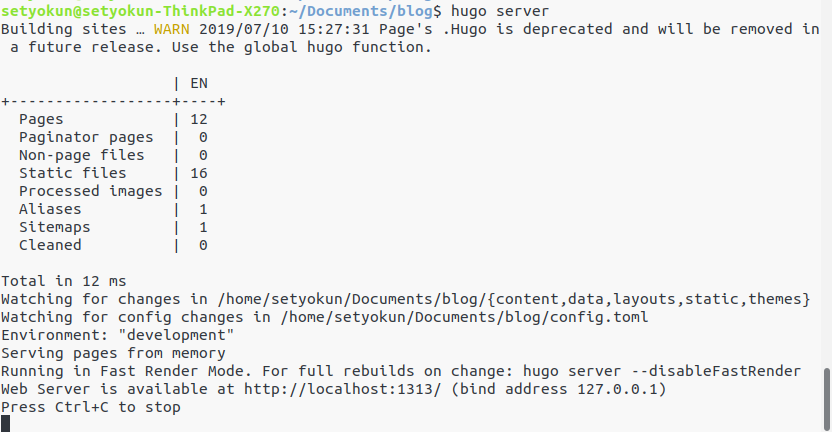 setyokun@setyokun-ThinkPad-X270:~/Documents/blog$ hugo server
Building sites … WARN 2019/07/10 15:27:31 Page's .Hugo is deprecated and will be removed in
 a future release. Use the global hugo function.
                   | EN
+------------------+----+
  Pages            | 12
  Paginator pages  |  0
  Non-page files   |  0
  Static files     | 16
  Processed images |  0
  Aliases          |  1
  Sitemaps         |  1
  Cleaned          |  0
Total in 12 ms
Watching for changes in /home/setyokun/Documents/blog/{content,data,layouts,static,themes}
Watching for config changes in /home/setyokun/Documents/blog/config.toml
Environment: "development"
Serving pages from memory
Running in Fast Render Mode. For full rebuilds on change: hugo server --disableFastRender
Web Server is available at http://localhost:1313/ (bind address 127.0.0.1)
Press Ctrl+C to stop